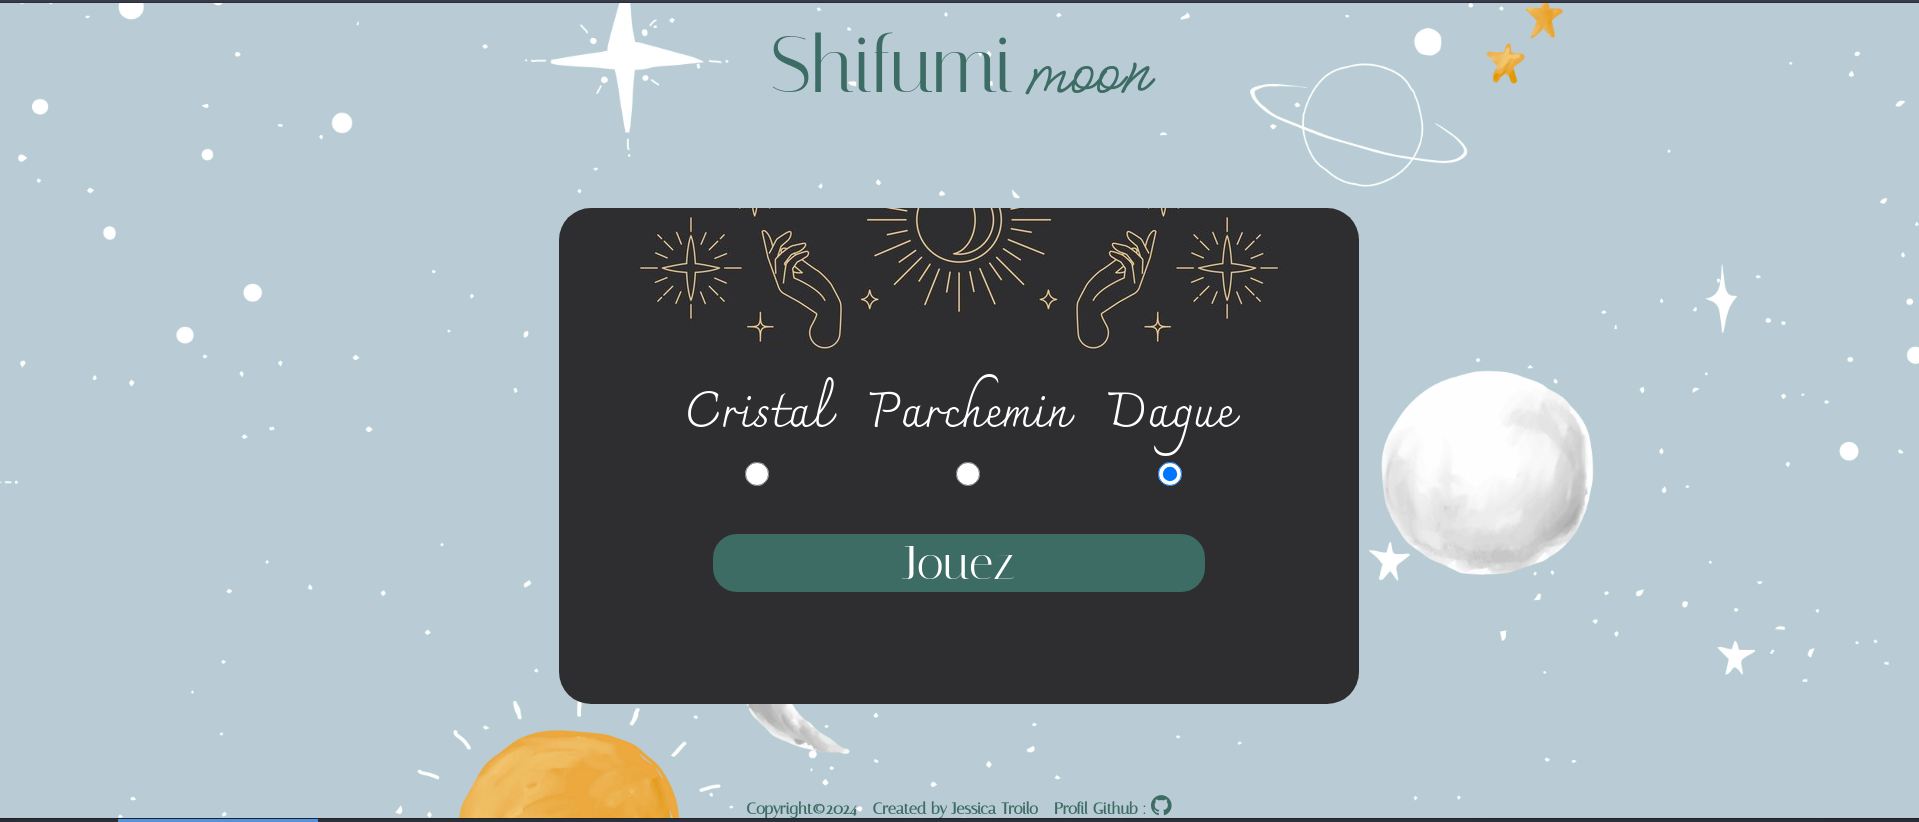 Shifumi moon
Cristal Parchemin Dague
Jouez
Copyright©2024 Created by Jessica Troilo Profil Github :